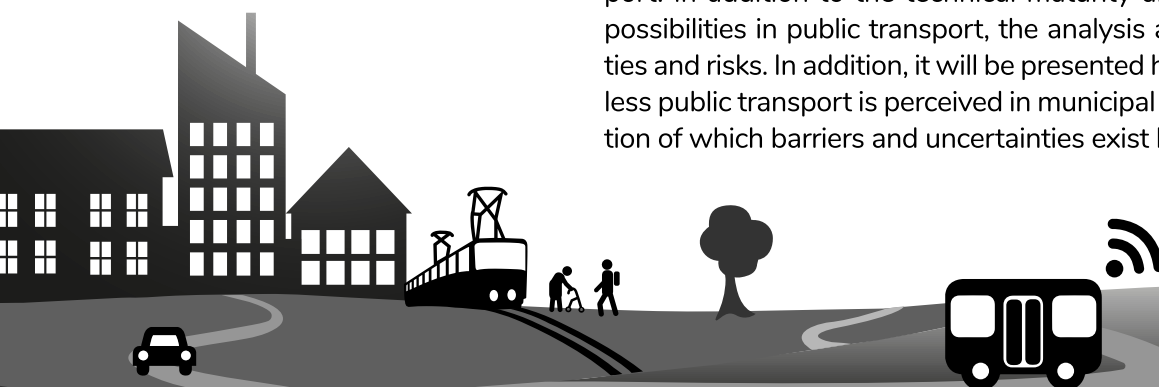 port. In addition to the technical maturity
possibilities in public transport, the analysis
ties and risks. In addition, it will be presented
less public transport is perceived in municipal
tion of which barriers and uncertainties exist